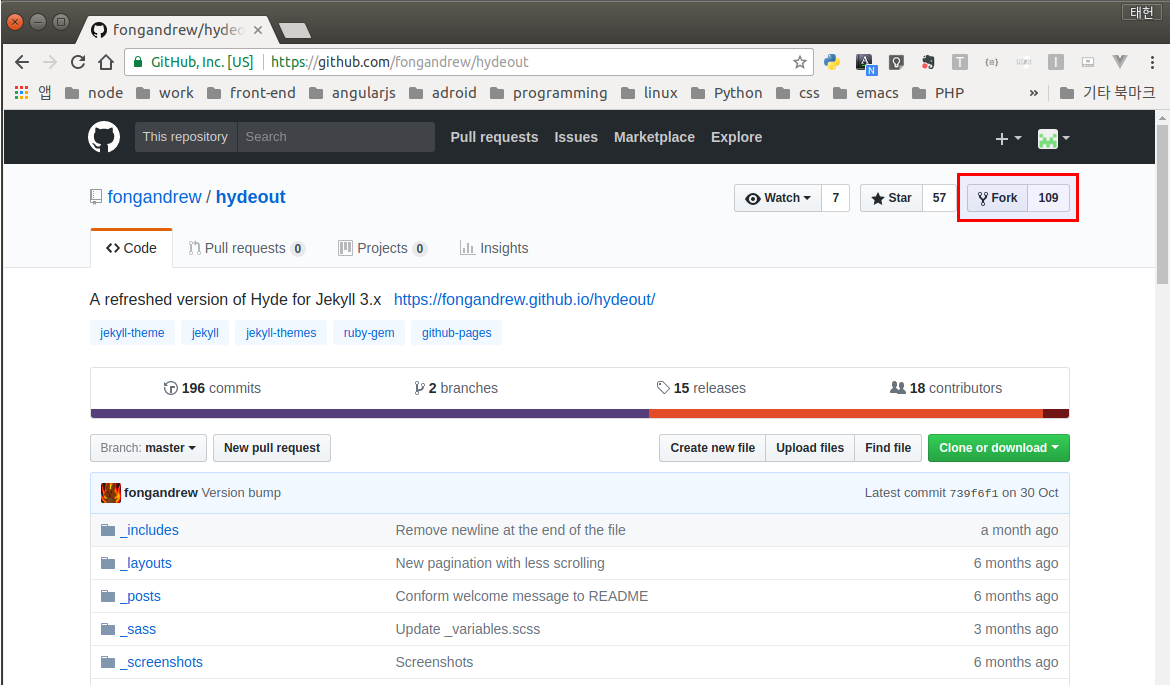 태헌
fongandrew/hydeo
GitHub, Inc. [US] https://github.com/fongandrew/hydeout
앱 node work front-end angularjs adroid programming linux Python css emacs PHP » 기타 북마크
This repository Search Pull requests Issues Marketplace Explore
fongandrew / hydeout Watch 7 Star 57 Fork 109
Code Pull requests 0 Projects 0 Insights
A refreshed version of Hyde for Jekyll 3.x https://fongandrew.github.io/hydeout/
jekyll-theme jekyll jekyll-themes ruby-gem github-pages
196 commits 2 branches 15 releases 18 contributors
Branch: master New pull request Create new file Upload files Find file Clone or download
fongandrew Version bump Latest commit 739f6f1 on 30 Oct
_includes Remove newline at the end of the file a month ago
_layouts New pagination with less scrolling 6 months ago
_posts Conform welcome message to README 6 months ago
_sass Update _variables.scss 3 months ago
_screenshots Screenshots 6 months ago